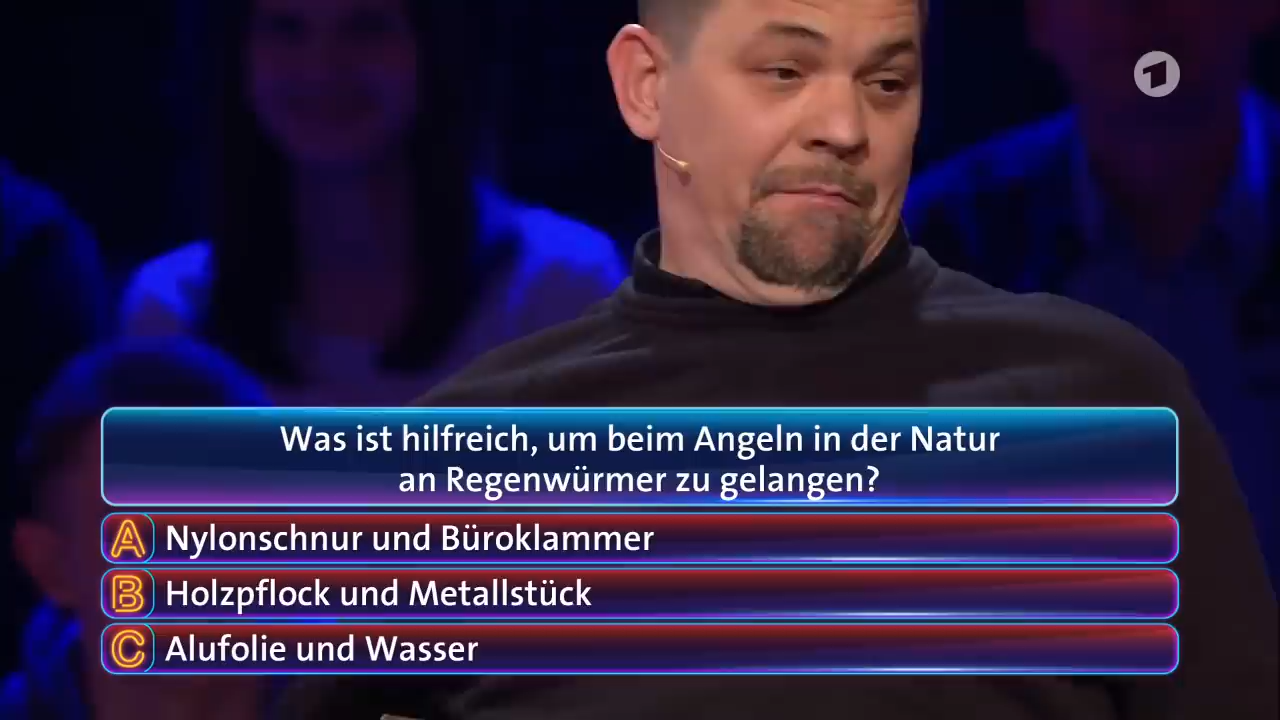 1
Was ist hilfreich, um beim Angeln in der Natur
an Regenwürmer zu gelangen?
A Nylonschnur und Büroklammer
B Holzpflock und Metallstück
C Alufolie und Wasser